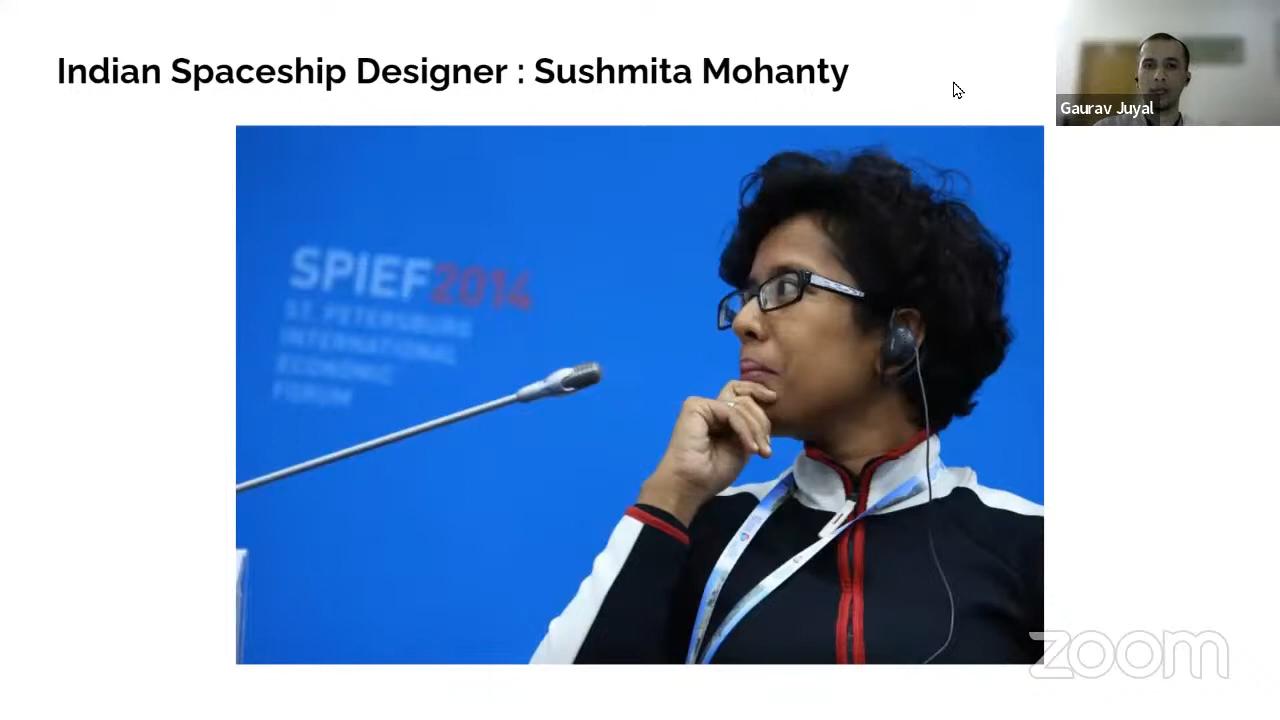 Indian Spaceship Designer : Sushmita Mohanty
Gaurav Juyal
SPIEF2014
ST. PETERSBURG
INTERNATIONAL
ECONOMIC
FORUM
zoom